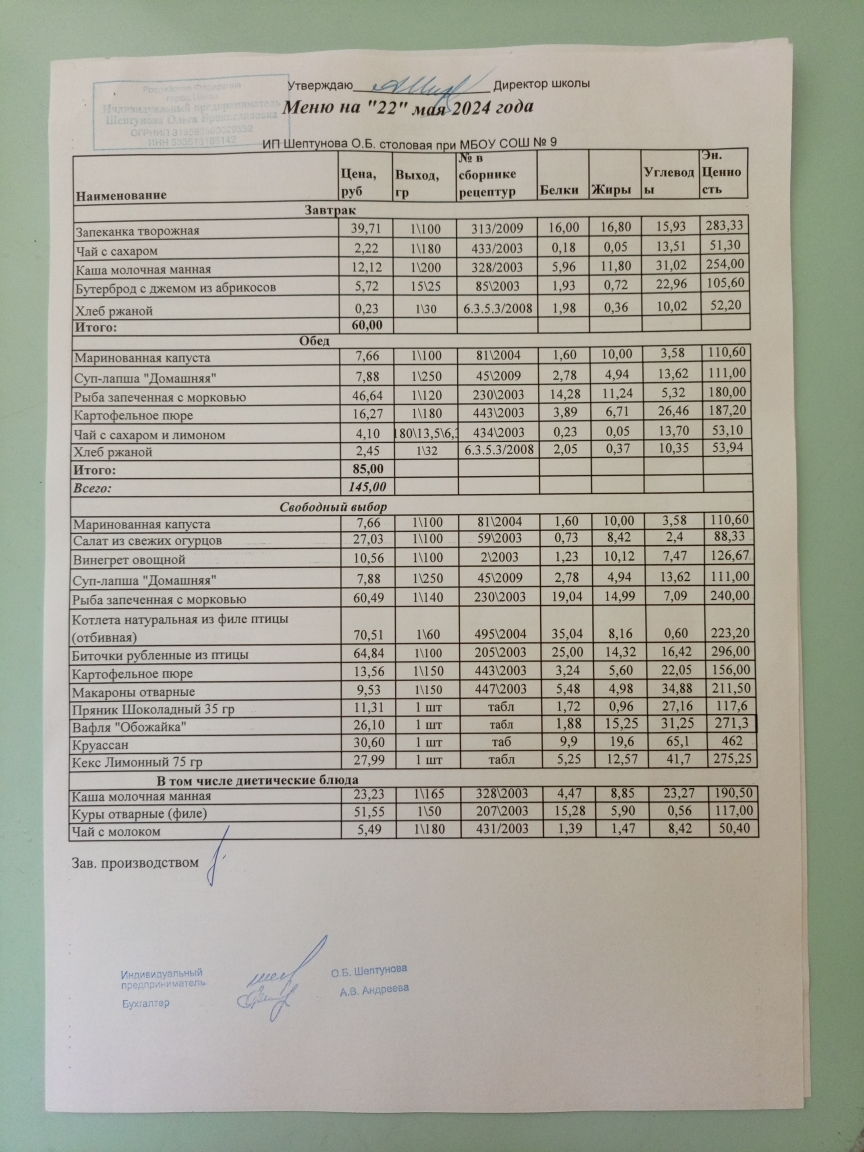 Российская Федерация
Индивидуальный предприниматель
Шептунова Ольга Брониславовна
Утверждаю Директор школы
Меню на "22" мая 2024 года
ИП Шептунова О.Б. столовая при МБОУ СОШ № 9
Наименование Цена, руб Выход, гр № в сборнике рецептур Белки Жиры Углеводы Эн. Ценность
Завтрак
Запеканка творожная 39,71 1\100 313/2009 16,00 16,80 15,93 283,33
Чай с сахаром 2,22 1\180 433/2003 0,18 0,05 13,51 51,30
Каша молочная манная 12,12 1\200 328/2003 5,96 11,80 31,02 254,00
Бутерброд с джемом из абрикосов 5,72 15\25 85\2003 1,93 0,72 22,96 105,60
Хлеб ржаной 0,23 1\30 6.3.5.3/2008 1,98 0,36 10,02 52,20
Итого: 60,00
Обед
Маринованная капуста 7,66 1\100 81\2004 1,60 10,00 3,58 110,60
Суп-лапша "Домашняя" 7,88 1\250 45\2009 2,78 4,94 13,62 111,00
Рыба запеченная с морковью 46,64 1\120 230\2003 14,28 11,24 5,32 180,00
Картофельное пюре 16,27 1\180 443\2003 3,89 6,71 26,46 187,20
Чай с сахаром и лимоном 4,10 180\13,5\6,3 434\2003 0,23 0,05 13,70 53,10
Хлеб ржаной 2,45 1\32 6.3.5.3/2008 2,05 0,37 10,35 53,94
Итого: 85,00
Всего: 145,00
Свободный выбор
Маринованная капуста 7,66 1\100 81\2004 1,60 10,00 3,58 110,60
Салат из свежих огурцов 27,03 1\100 59\2003 0,73 8,42 2,4 88,33
Винегрет овощной 10,56 1\100 2\2003 1,23 10,12 7,47 126,67
Суп-лапша "Домашняя" 7,88 1\250 45\2009 2,78 4,94 13,62 111,00
Рыба запеченная с морковью 60,49 1\140 230\2003 19,04 14,99 7,09 240,00
Котлета натуральная из филе птицы
(отбивная) 70,51 1\60 495\2004 35,04 8,16 0,60 223,20
Биточки рубленные из птицы 64,84 1\100 205\2003 25,00 14,32 16,42 296,00
Картофельное пюре 13,56 1\150 443\2003 3,24 5,60 22,05 156,00
Макароны отварные 9,53 1\150 447\2003 5,48 4,98 34,88 211,50
Пряник Шоколадный 35 гр 11,31 1 шт табл 1,72 0,96 27,16 117,6
Вафля "Обожайка" 26,10 1 шт табл 1,88 15,25 31,25 271,3
Круассан 30,60 1 шт таб 9,9 19,6 65,1 462
Кекс Лимонный 75 гр 27,99 1 шт табл 5,25 12,57 41,7 275,25
В том числе диетические блюда
Каша молочная манная 23,23 1\165 328\2003 4,47 8,85 23,27 190,50
Куры отварные (филе) 51,55 1\50 207\2003 15,28 5,90 0,56 117,00
Чай с молоком 5,49 1\180 431/2003 1,39 1,47 8,42 50,40
Зав. производством
Индивидуальный
предприниматель О.Б. Шептунова
Бухгалтер А.В. Андреева